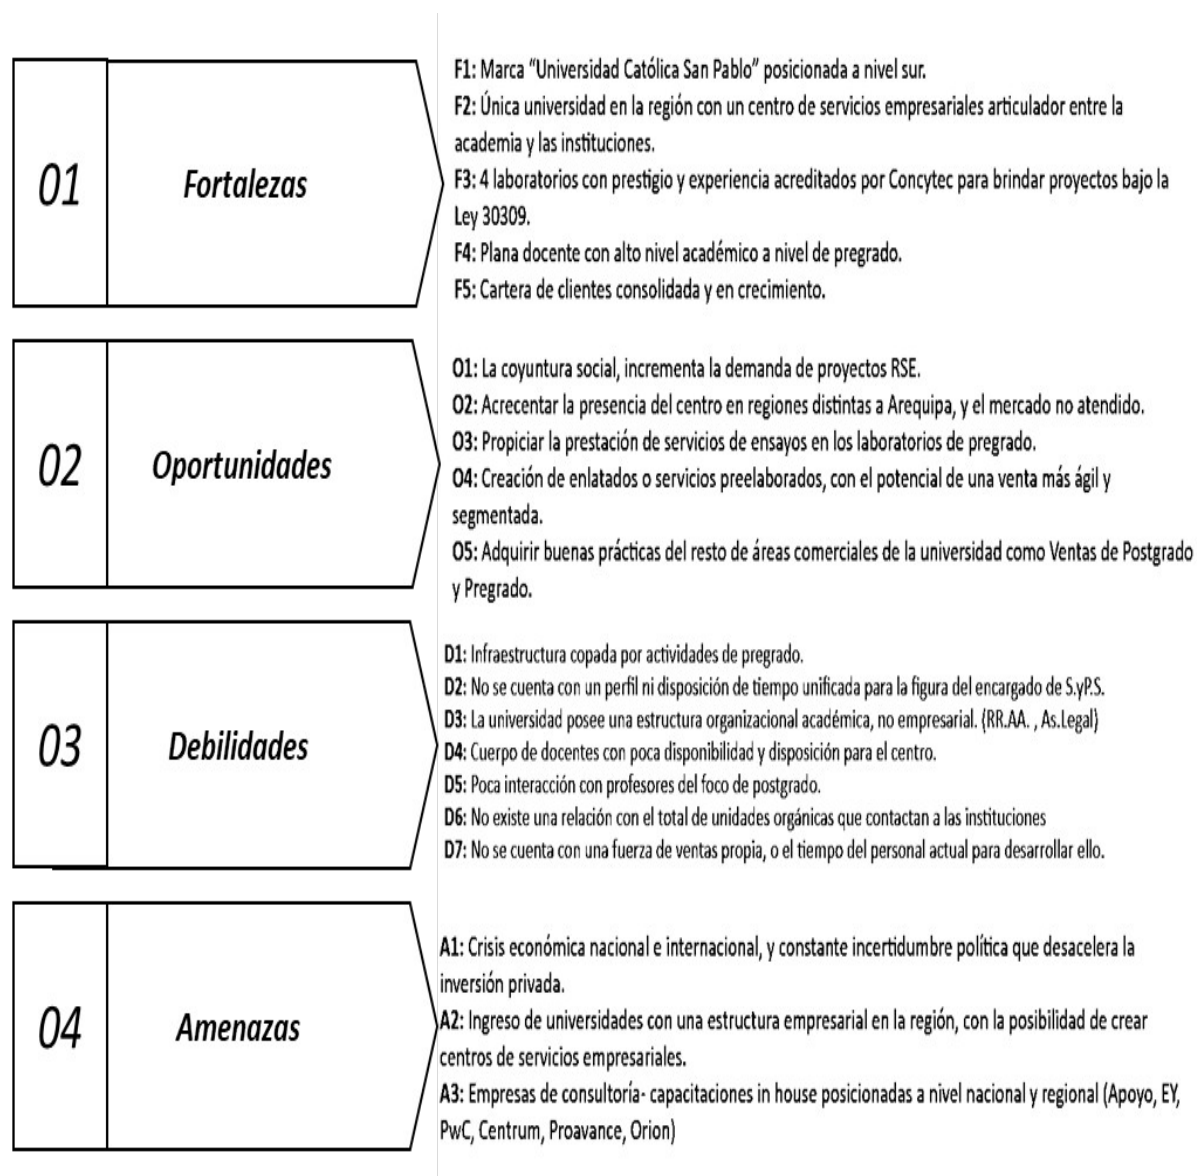 01
Fortalezas
F1: Marca “Universidad Católica San Pablo” posicionada a nivel sur.
F2: Única universidad en la región con un centro de servicios empresariales articulador entre la
academia y las instituciones.
F3: 4 laboratorios con prestigio y experiencia acreditados por Concytec para brindar proyectos bajo la
Ley 30309.
F4: Plana docente con alto nivel académico a nivel de pregrado.
F5: Cartera de clientes consolidada y en crecimiento.
02
Oportunidades
O1: La coyuntura social, incrementa la demanda de proyectos RSE.
O2: Acrecentar la presencia del centro en regiones distintas a Arequipa, y el mercado no atendido.
O3: Propiciar la prestación de servicios de ensayos en los laboratorios de pregrado.
O4: Creación de enlatados o servicios preelaborados, con el potencial de una venta más ágil y
segmentada.
O5: Adquirir buenas prácticas del resto de áreas comerciales de la universidad como Ventas de Postgrado
y Pregrado.
03
Debilidades
D1: Infraestructura copada por actividades de pregrado.
D2: No se cuenta con un perfil ni disposición de tiempo unificada para la figura del encargado de S.yP.S.
D3: La universidad posee una estructura organizacional académica, no empresarial. {RR.AA. , As.Legal}
D4: Cuerpo de docentes con poca disponibilidad y disposición para el centro.
D5: Poca interacción con profesores del foco de postgrado.
D6: No existe una relación con el total de unidades orgánicas que contactan a las instituciones
D7: No se cuenta con una fuerza de ventas propia, o el tiempo del personal actual para desarrollar ello.
04
Amenazas
A1: Crisis económica nacional e internacional, y constante incertidumbre política que desacelera la
inversión privada.
A2: Ingreso de universidades con una estructura empresarial en la región, con la posibilidad de crear
centros de servicios empresariales.
A3: Empresas de consultoría- capacitaciones in house posicionadas a nivel nacional y regional (Apoyo, EY,
PwC, Centrum, Proavance, Orion)